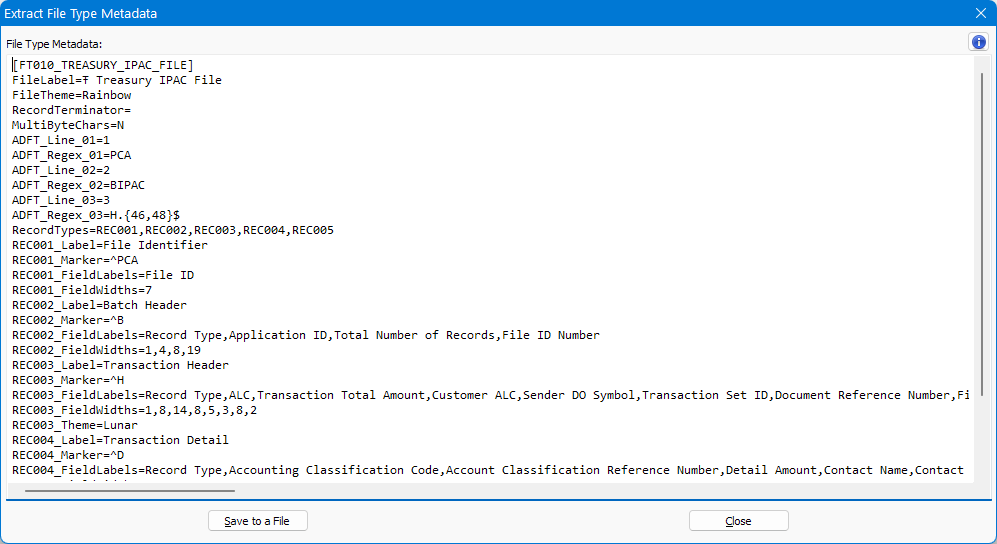 Extract File Type Metadata
File Type Metadata:
[FT010_TREASURY_IPAC_FILE]
FileLabel=Ŧ Treasury IPAC File
FileTheme=Rainbow
RecordTerminator=
MultiByteChars=N
ADFT_Line_01=1
ADFT_Regex_01=PCA
ADFT_Line_02=2
ADFT_Regex_02=BIPAC
ADFT_Line_03=3
ADFT_Regex_03=H.{46,48}$
RecordTypes=REC001,REC002,REC003,REC004,REC005
REC001_Label=File Identifier
REC001_Marker=^PCA
REC001_FieldLabels=File ID
REC001_FieldWidths=7
REC002_Label=Batch Header
REC002_Marker=^B
REC002_FieldLabels=Record Type,Application ID,Total Number of Records,File ID Number
REC002_FieldWidths=1,4,8,19
REC003_Label=Transaction Header
REC003_Marker=^H
REC003_FieldLabels=Record Type,ALC,Transaction Total Amount,Customer ALC,Sender DO Symbol,Transaction Set ID,Document Reference Number,Fi
REC003_FieldWidths=1,8,14,8,5,3,8,2
REC003_Theme=Lunar
REC004_Label=Transaction Detail
REC004_Marker=^D
REC004_FieldLabels=Record Type,Accounting Classification Code,Account Classification Reference Number,Detail Amount,Contact Name,Contact
Save to a File
Close